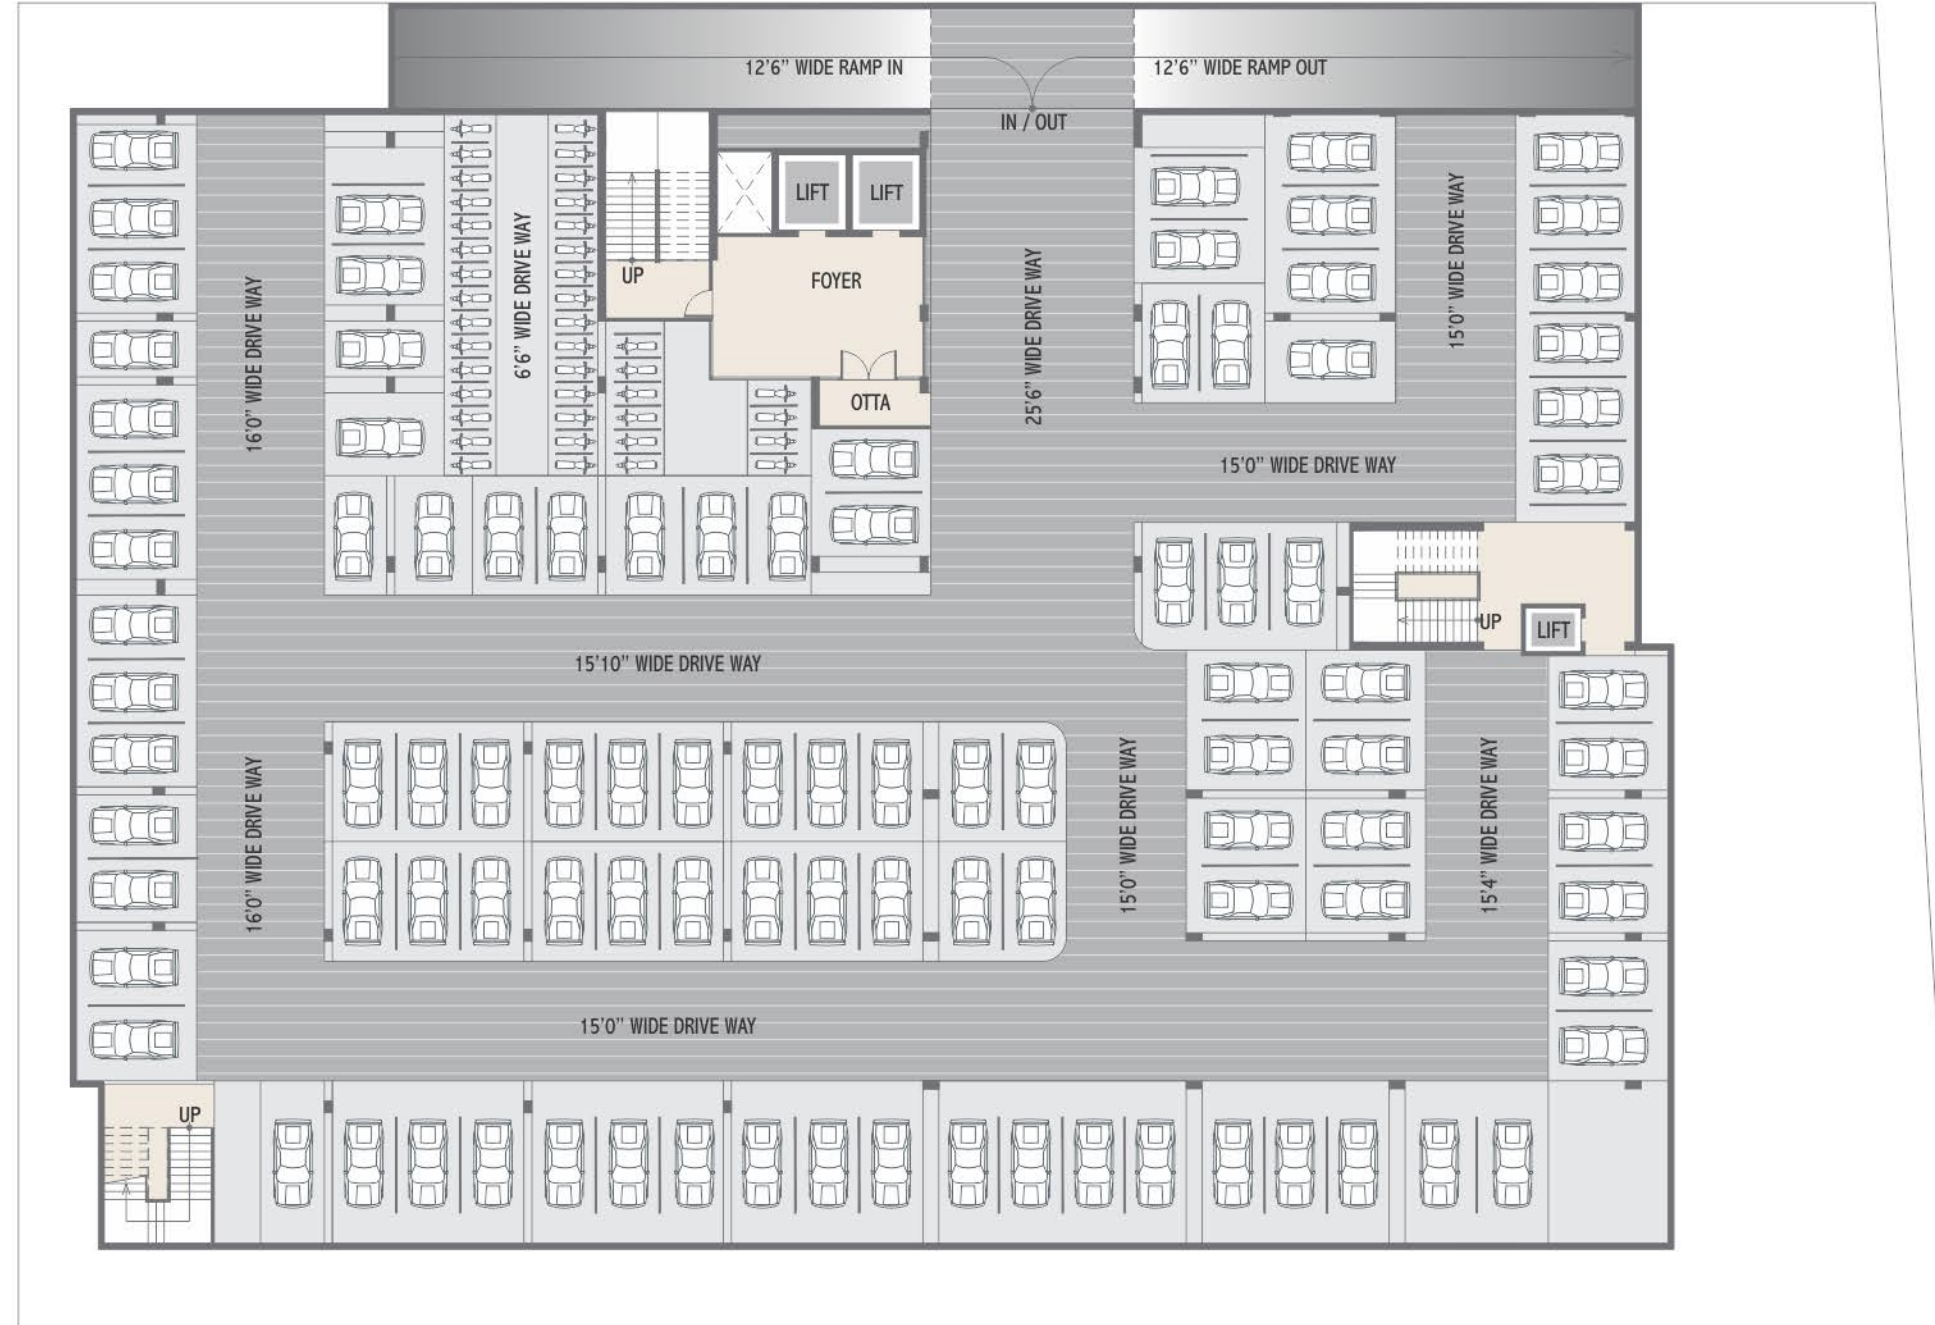 12'6" WIDE RAMP IN
12'6" WIDE RAMP OUT
IN / OUT
LIFT
LIFT
15'0" WIDE DRIVE WAY
6'6" WIDE DRIVE WAY
UP
FOYER
16'0" WIDE DRIVE WAY
25'6" WIDE DRIVE WAY
OTTA
15'0" WIDE DRIVE WAY
UP
LIFT
15'10" WIDE DRIVE WAY
16'0" WIDE DRIVE WAY
15'0" WIDE DRIVE WAY
15'4" WIDE DRIVE WAY
15'0" WIDE DRIVE WAY
UP